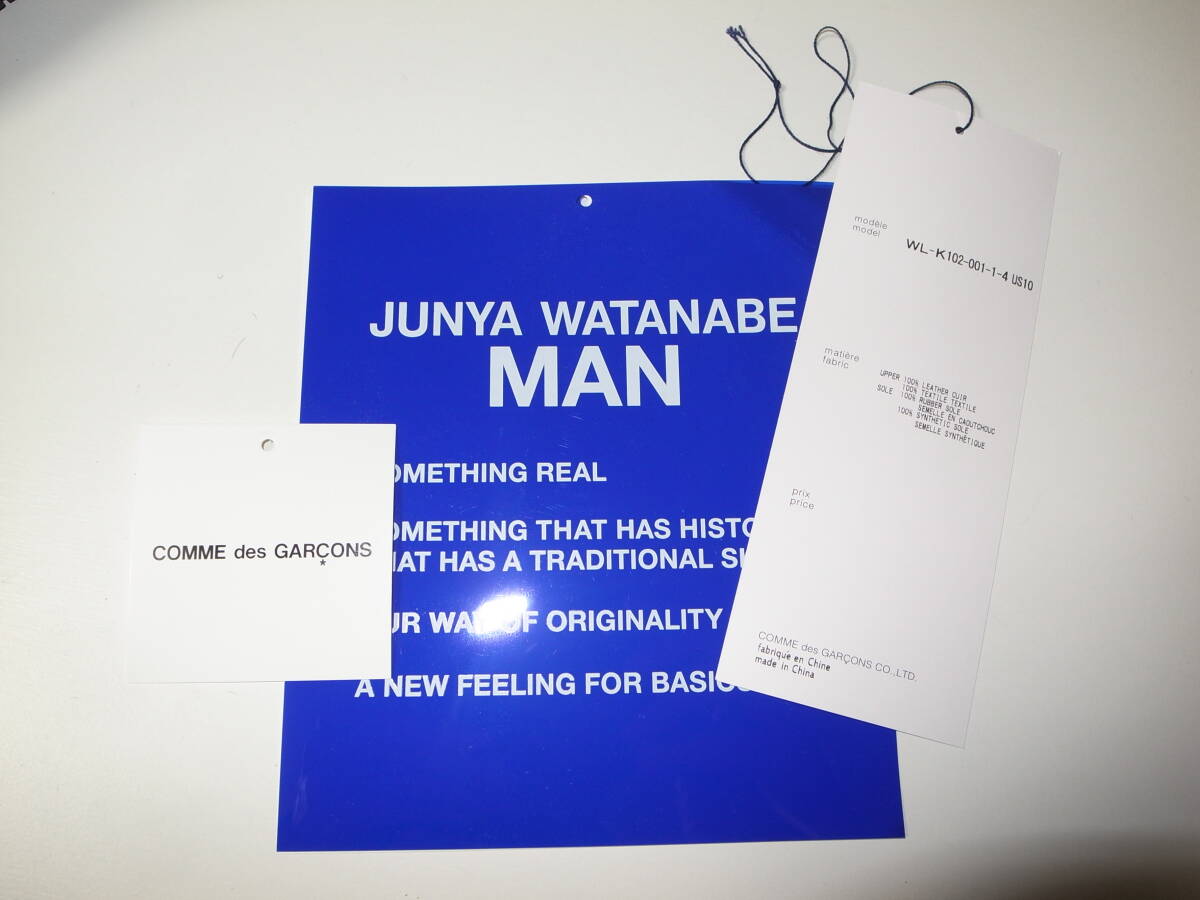 JUNYA WATANABE
MAN
OMETHING REAL
OMETHING THAT HAS HISTO
HAT HAS A TRADITIONAL
UR WAY OF ORIGINALITY
A NEW FEELING FOR BASICS
COMME des GARÇONS
modèle
model
WL-K102-001-1-4 US10
matière
fabric
UPPER 100% LEATHER CUIR
100% TEXTILE TEXTILE
SOLE 100% RUBBER SOLE
SEMELLE EN CAOUTCHOUC
100% SYNTHETIC SOLE
SEMELLE SYNTHÉTIQUE
prix
price
COMME des GARÇONS CO.,LTD.
fabriqué en Chine
made in China